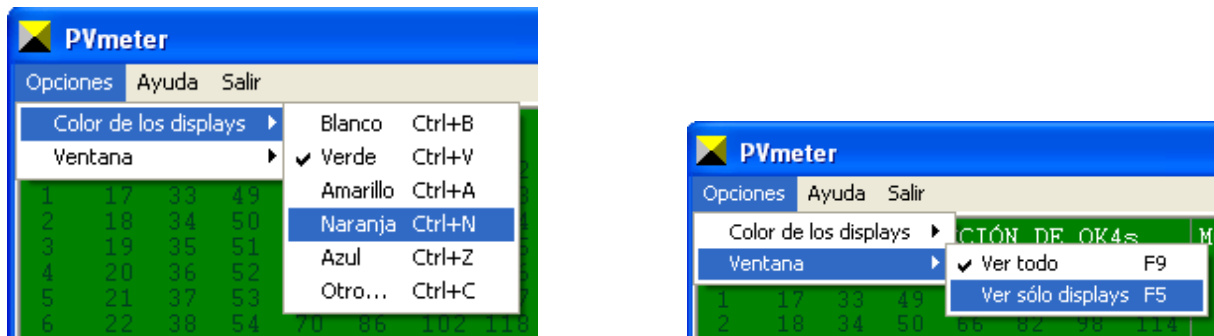 PVmeter
Opciones Ayuda Salir
Color de los displays
Ventana
Blanco Ctrl+B
Verde Ctrl+V
Amarillo Ctrl+A
Naranja Ctrl+N
Azul Ctrl+Z
Otro... Ctrl+C
1 17 33 49
2 18 34 50
3 19 35 51
4 20 36 52
5 21 37 53
6 22 38 54 70 86 102 118
PVmeter
Opciones Ayuda Salir
Color de los displays
CIÓN DE OK4s M
Ventana
Ver todo F9
Ver sólo displays F5
1 17 33 49
2 18 34 50 66 82 98 114